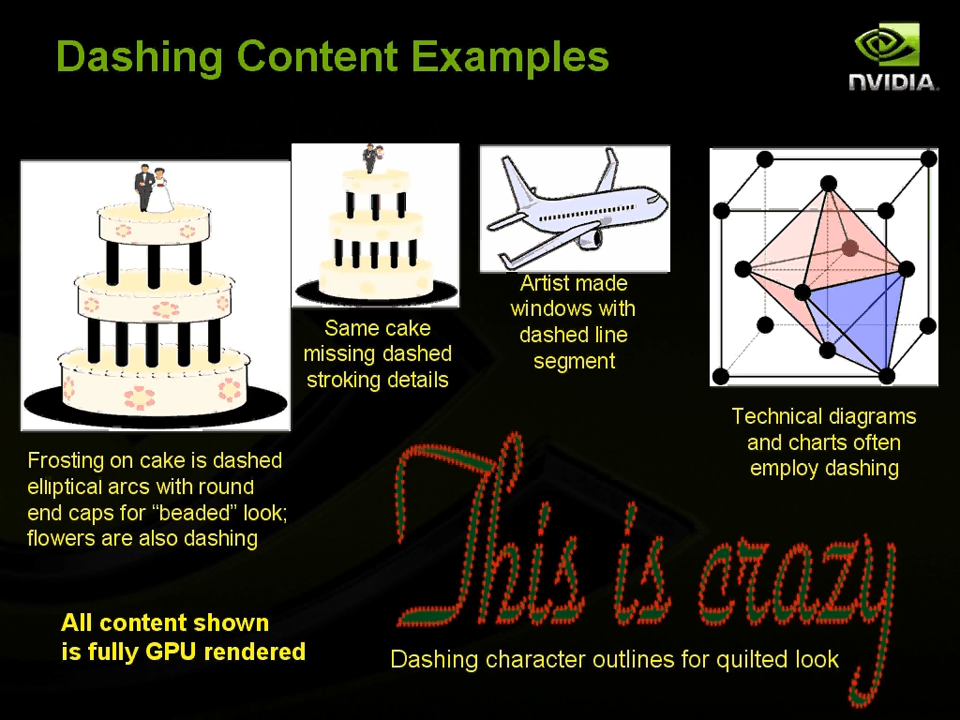 Dashing Content Examples
NVIDIA.
Same cake
missing dashed
stroking details
Artist made
windows with
dashed line
segment
Technical diagrams
and charts often
employ dashing
Frosting on cake is dashed
elliptical arcs with round
end caps for “beaded” look;
flowers are also dashing
This is crazy
All content shown
is fully GPU rendered
Dashing character outlines for quilted look